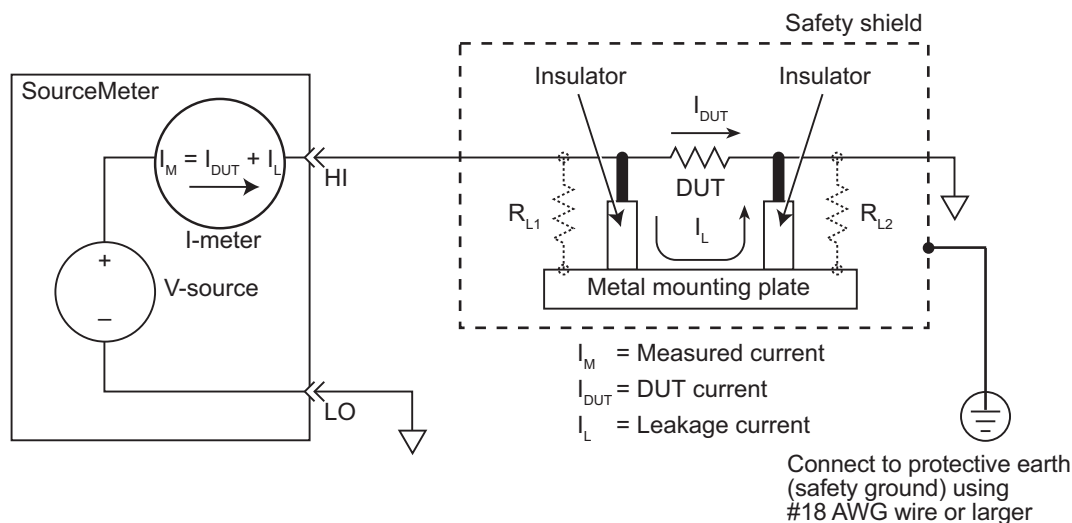 Safety shield
SourceMeter
Insulator
Insulator
I_DUT
I_M = I_DUT + I_L
HI
DUT
R_L1
I_L
R_L2
I-meter
+
V-source
–
Metal mounting plate
I_M = Measured current
I_DUT = DUT current
I_L = Leakage current
LO
Connect to protective earth
(safety ground) using
#18 AWG wire or larger